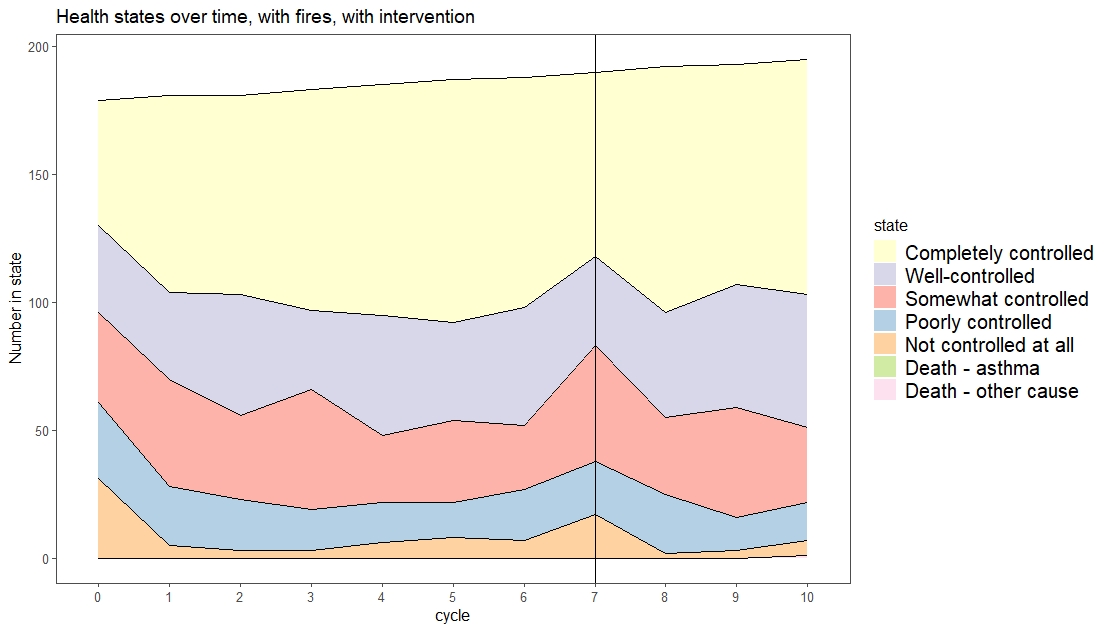 Health states over time, with fires, with intervention
Number in state
200
150
100
50
0
0 1 2 3 4 5 6 7 8 9 10
cycle
state
Completely controlled
Well-controlled
Somewhat controlled
Poorly controlled
Not controlled at all
Death - asthma
Death - other cause